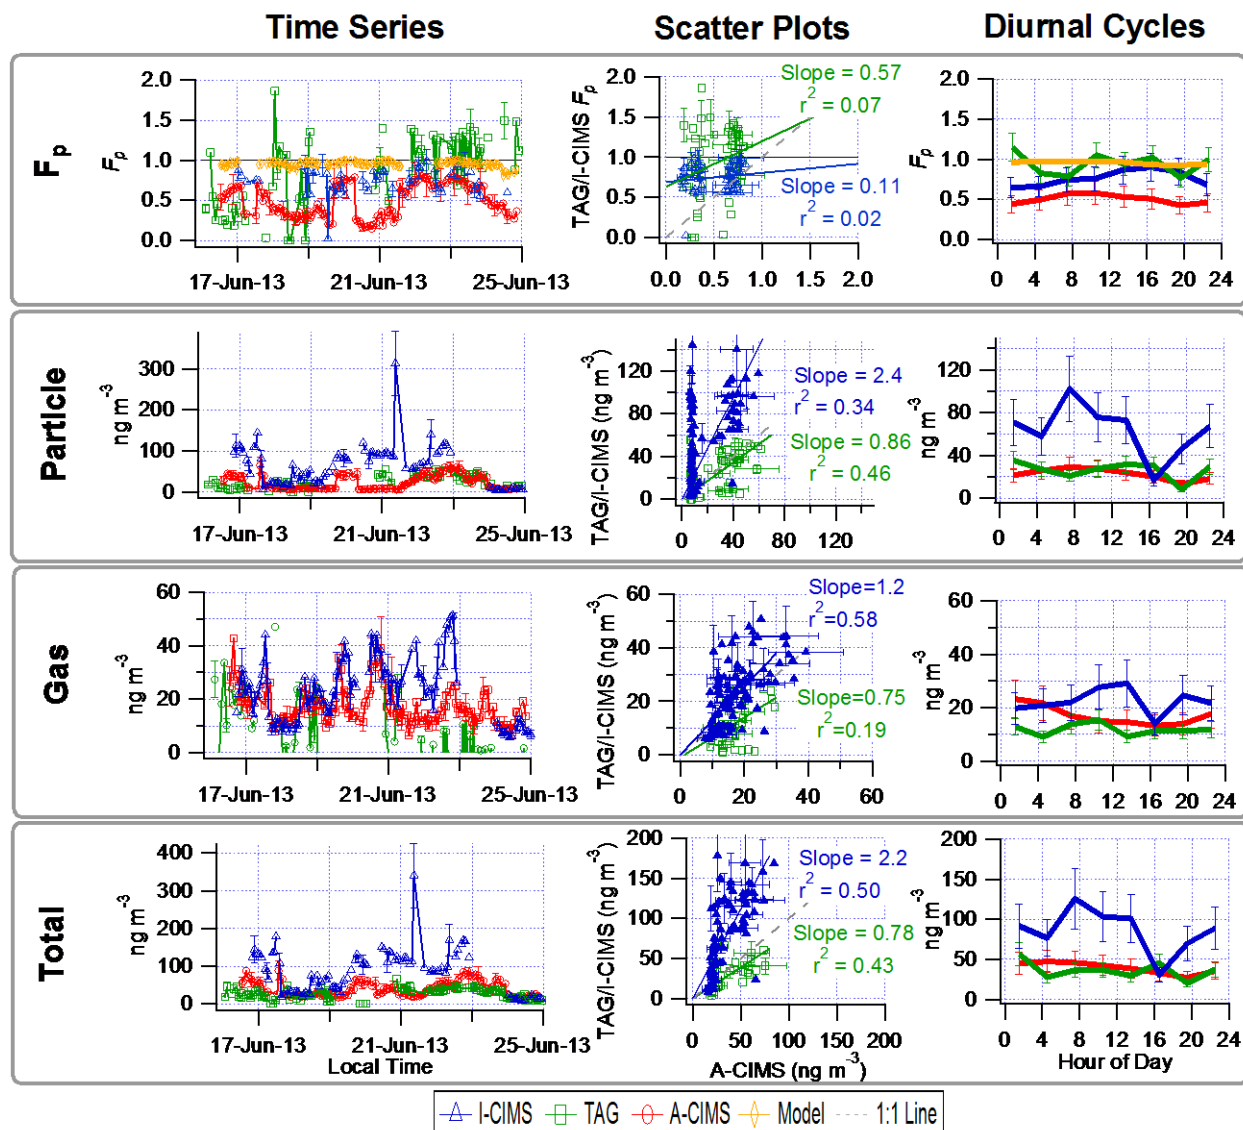 Time Series
Scatter Plots
Diurnal Cycles
F p
F p
2.0
1.5
1.0
0.5
0.0
17-Jun-13
21-Jun-13
25-Jun-13
TAG/I-CIMS F p
2.0
1.5
1.0
0.5
0.0
Slope = 0.57
r 2 = 0.07
Slope = 0.11
r 2 = 0.02
0.0 0.5 1.0 1.5 2.0
F p
2.0
1.5
1.0
0.5
0.0
0 4 8 12 16 20 24
Particle
ng m -3
300
200
100
0
17-Jun-13
21-Jun-13
25-Jun-13
TAG/I-CIMS (ng m -3 )
120
80
40
0
Slope = 2.4
r 2 = 0.34
Slope = 0.86
r 2 = 0.46
0 40 80 120
ng m -3
120
80
40
0
0 4 8 12 16 20 24
Gas
ng m -3
60
40
20
0
17-Jun-13
21-Jun-13
25-Jun-13
TAG/I-CIMS (ng m -3 )
60
40
20
0
Slope=1.2
r 2 =0.58
Slope=0.75
r 2 =0.19
0 20 40 60
ng m -3
60
40
20
0
0 4 8 12 16 20 24
Total
ng m -3
400
300
200
100
0
17-Jun-13
21-Jun-13
25-Jun-13
Local Time
TAG/I-CIMS (ng m -3 )
200
150
100
50
0
Slope = 2.2
r 2 = 0.50
Slope = 0.78
r 2 = 0.43
0 50 100 150 200
A-CIMS (ng m -3 )
ng m -3
200
150
100
50
0
0 4 8 12 16 20 24
Hour of Day
I-CIMS TAG A-CIMS Model 1:1 Line